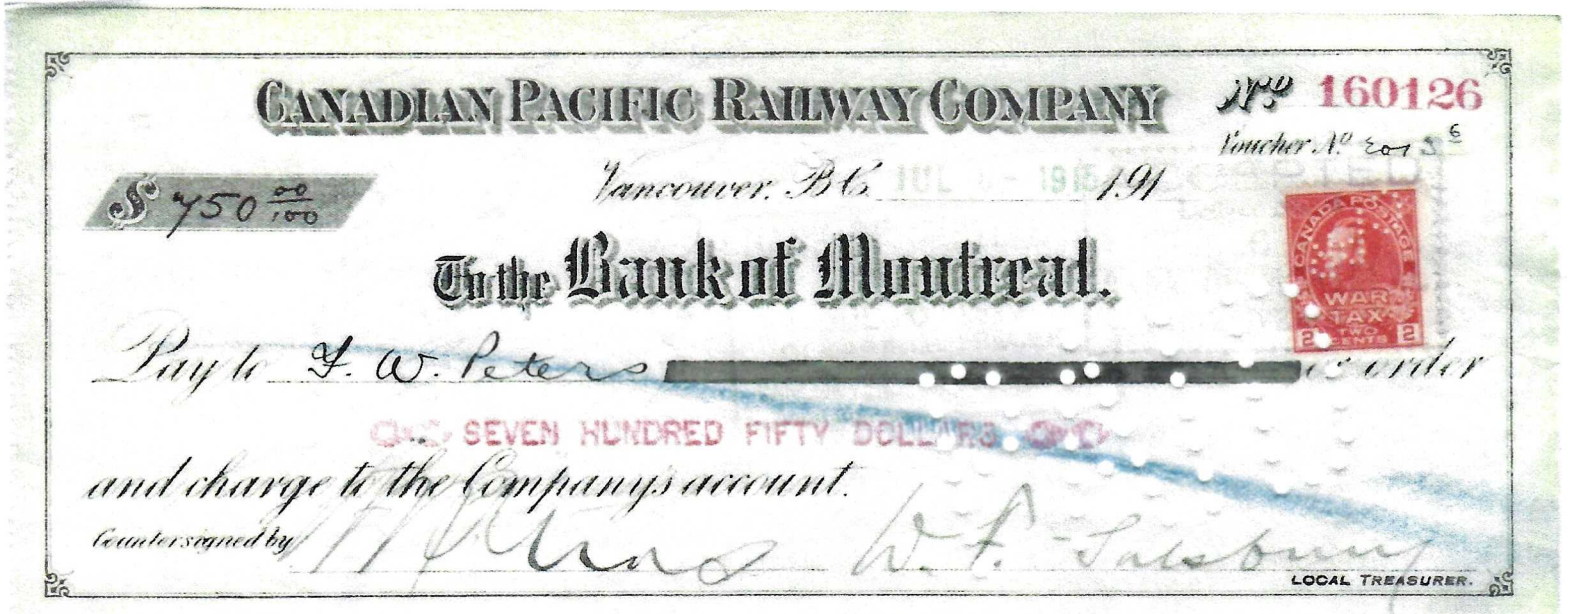 CANADIAN PACIFIC RAILWAY COMPANY No. 160126
Voucher No.
Vancouver, B.C. JUL - 1915 191
$ 750 00/100
CANADA POSTAGE
WAR TAX
2 TWO CENTS 2
To the Bank of Montreal.
Pay to F. W. Peters or order
SEVEN HUNDRED FIFTY DOLLARS
and charge to the Company's account.
Countersigned by
W. F. Salsbury
LOCAL TREASURER.